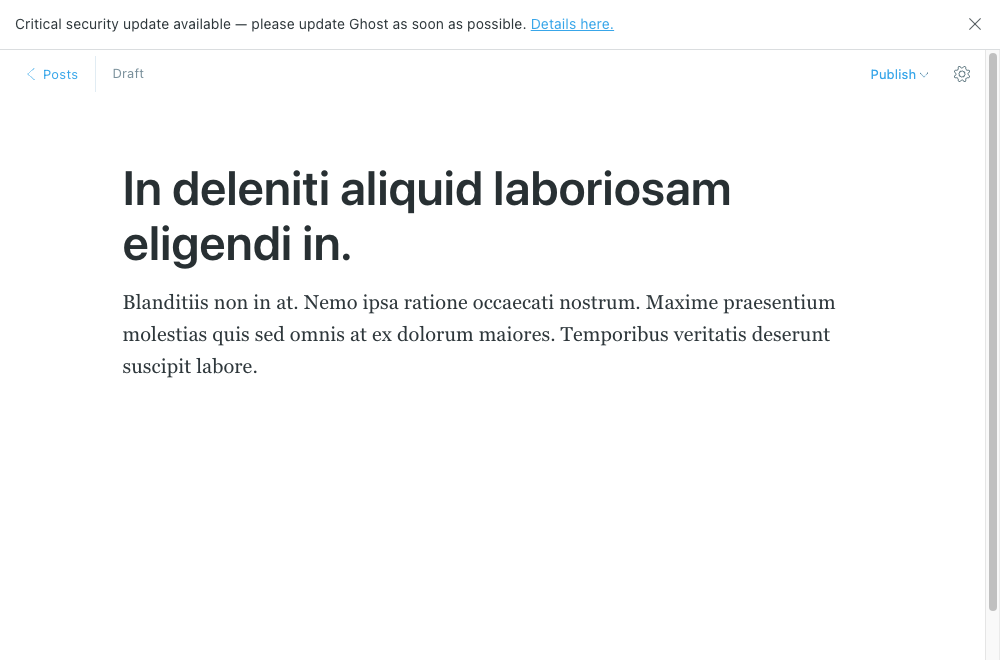 Critical security update available — please update Ghost as soon as possible. Details here.
Posts
Draft
Publish
In deleniti aliquid laboriosam
eligendi in.
Blanditiis non in at. Nemo ipsa ratione occaecati nostrum. Maxime praesentium
molestias quis sed omnis at ex dolorum maiores. Temporibus veritatis deserunt
suscipit labore.